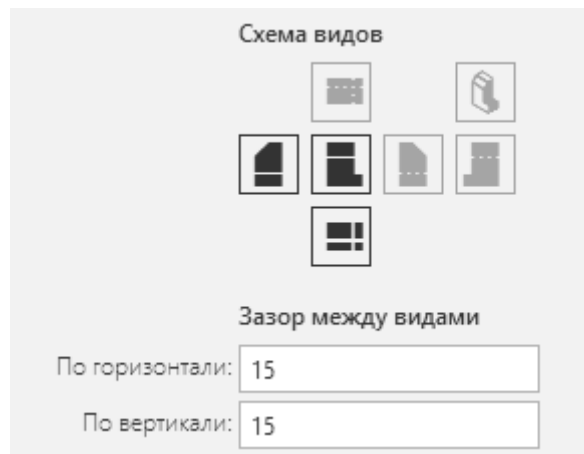 Схема видов
Зазор между видами
По горизонтали: 15
По вертикали: 15